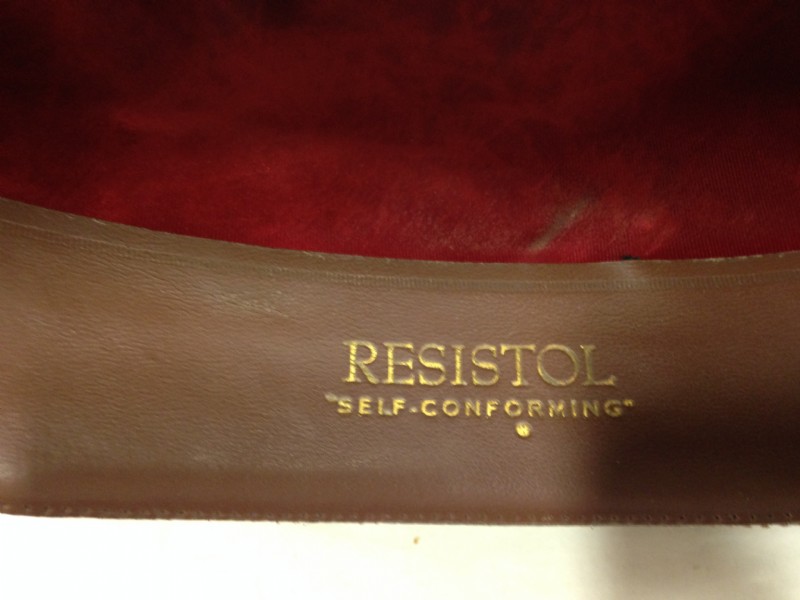 RESISTOL
"SELF-CONFORMING"
®